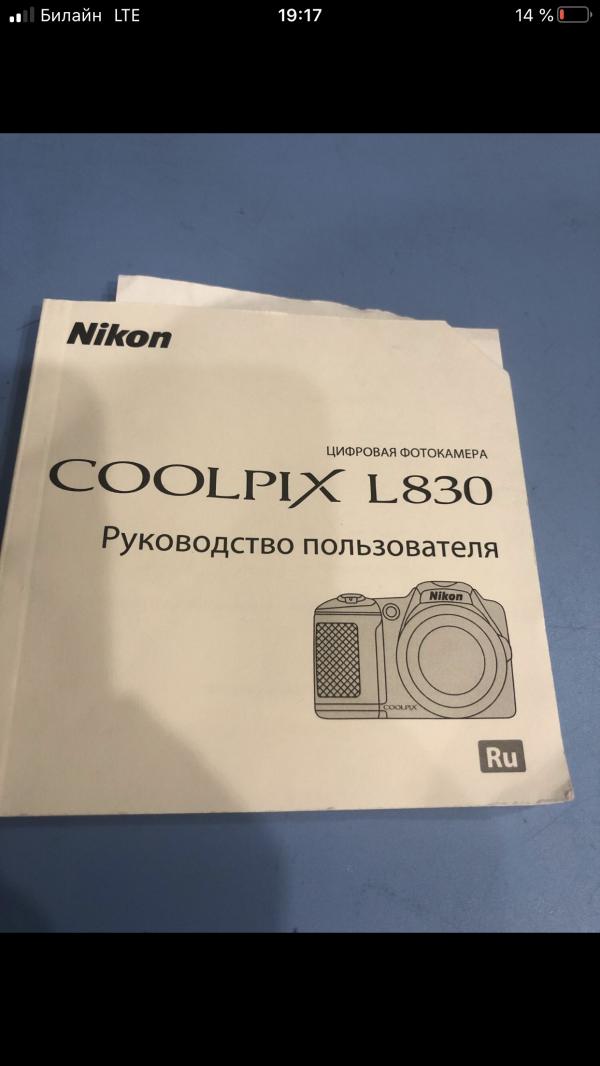 Билайн LTE 19:17 14 %
Nikon
ЦИФРОВАЯ ФОТОКАМЕРА
COOLPIX L830
Руководство пользователя
Nikon
COOLPIX
Ru